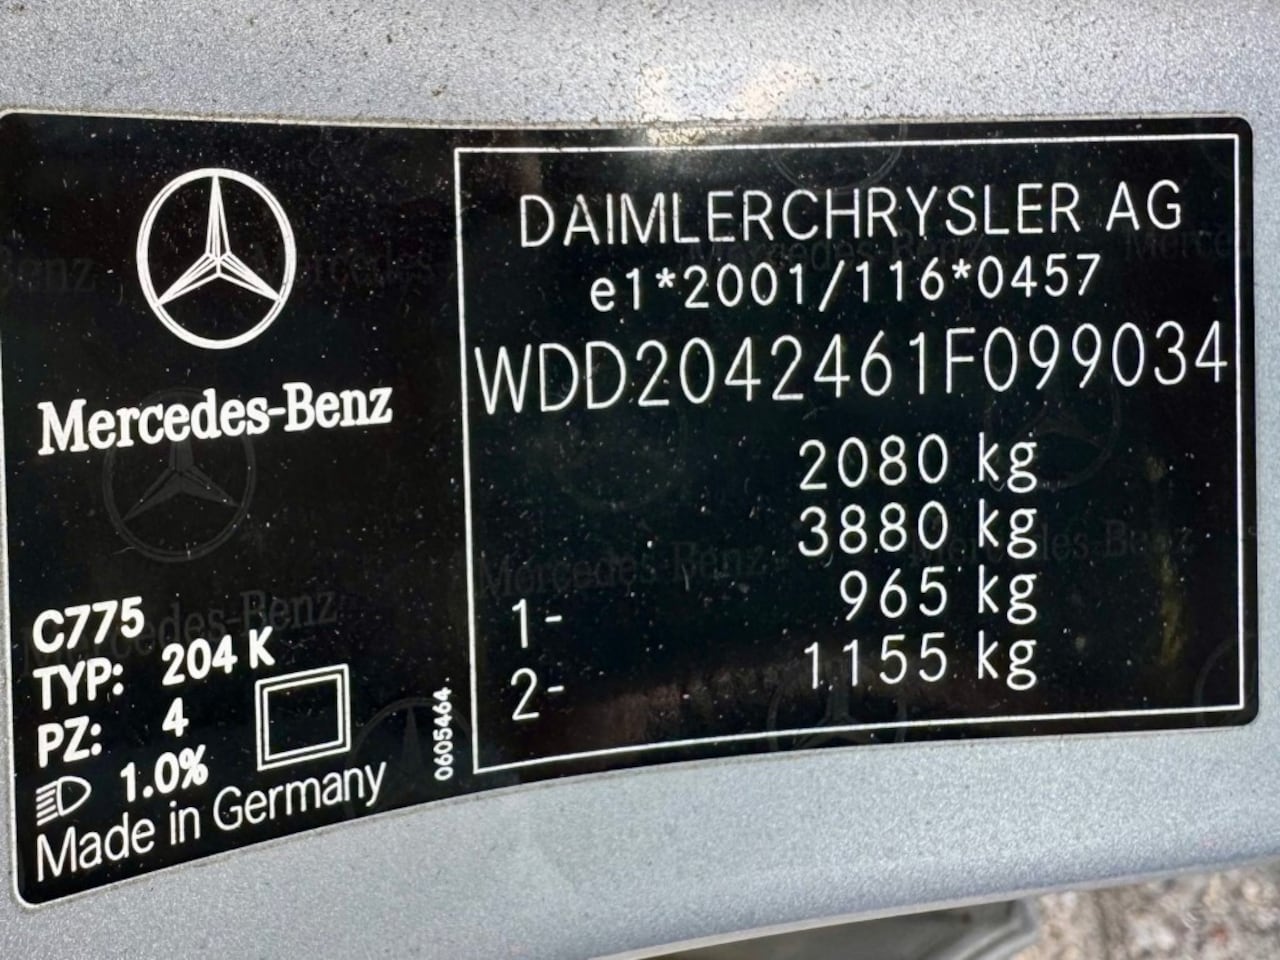 Mercedes-Benz
C775
TYP: 204 K
PZ: 4
1.0%
Made in Germany
0605464
DAIMLERCHRYSLER AG
e1*2001/116*0457
WDD2042461F099034
2080 kg
3880 kg
1- 965 kg
2- 1155 kg